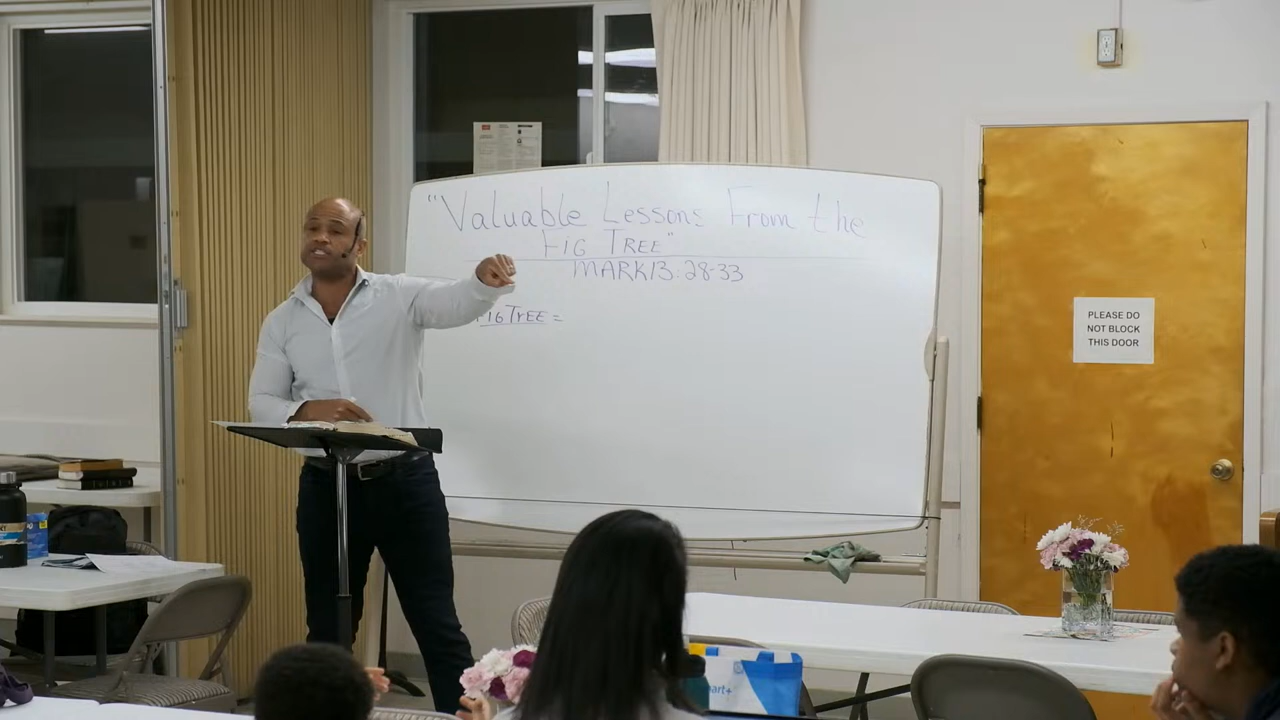 "Valuable Lessons From the
FIG TREE"
MARK 13:28-33
FIG TREE =
PLEASE DO
NOT BLOCK
THIS DOOR